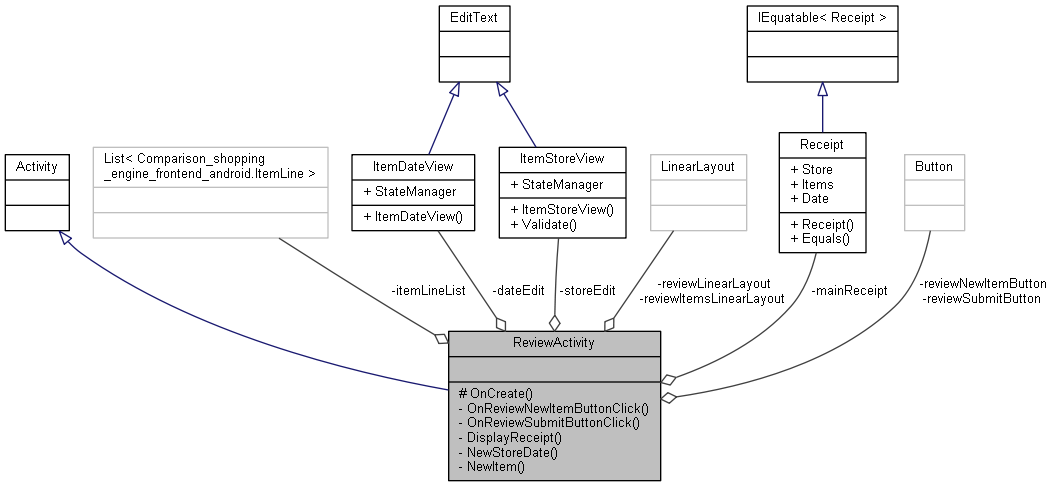 EditText
IEquatable< Receipt >
Activity
List< Comparison_shopping
_engine_frontend_android.ItemLine >
ItemDateView
+ StateManager
+ ItemDateView()
ItemStoreView
+ StateManager
+ ItemStoreView()
+ Validate()
LinearLayout
Receipt
+ Store
+ Items
+ Date
+ Receipt()
+ Equals()
Button
-itemLineList
-dateEdit
-storeEdit
-reviewLinearLayout
-reviewItemsLinearLayout
-mainReceipt
-reviewNewItemButton
-reviewSubmitButton
ReviewActivity
# OnCreate()
- OnReviewNewItemButtonClick()
- OnReviewSubmitButtonClick()
- DisplayReceipt()
- NewStoreDate()
- NewItem()